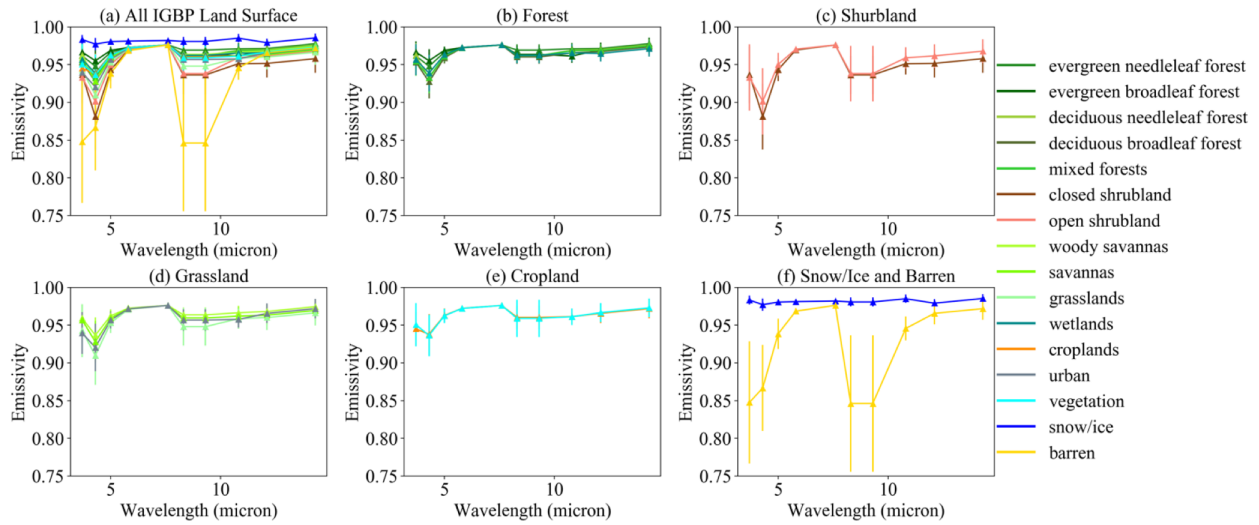 (a) All IGBP Land Surface
(b) Forest
(c) Shurbland
1.00
0.95
0.90
0.85
0.80
0.75
Emissivity
5
10
Wavelength (micron)
1.00
0.95
0.90
0.85
0.80
0.75
Emissivity
5
10
Wavelength (micron)
1.00
0.95
0.90
0.85
0.80
0.75
Emissivity
5
10
Wavelength (micron)
(d) Grassland
(e) Cropland
(f) Snow/Ice and Barren
1.00
0.95
0.90
0.85
0.80
0.75
Emissivity
5
10
Wavelength (micron)
1.00
0.95
0.90
0.85
0.80
0.75
Emissivity
5
10
Wavelength (micron)
1.00
0.95
0.90
0.85
0.80
0.75
Emissivity
5
10
Wavelength (micron)
evergreen needleleaf forest
evergreen broadleaf forest
deciduous needleleaf forest
deciduous broadleaf forest
mixed forests
closed shrubland
open shrubland
woody savannas
savannas
grasslands
wetlands
croplands
urban
vegetation
snow/ice
barren